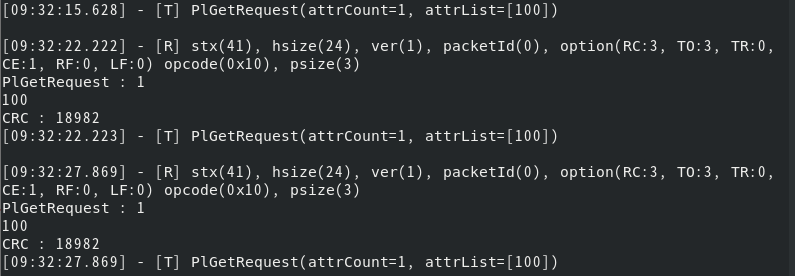 [09:32:15.628] - [T] PlGetRequest(attrCount=1, attrList=[100])
[09:32:22.222] - [R] stx(41), hsize(24), ver(1), packetId(0), option(RC:3, TO:3, TR:0,
CE:1, RF:0, LF:0) opcode(0x10), psize(3)
PlGetRequest : 1
100
CRC : 18982
[09:32:22.223] - [T] PlGetRequest(attrCount=1, attrList=[100])
[09:32:27.869] - [R] stx(41), hsize(24), ver(1), packetId(0), option(RC:3, TO:3, TR:0,
CE:1, RF:0, LF:0) opcode(0x10), psize(3)
PlGetRequest : 1
100
CRC : 18982
[09:32:27.869] - [T] PlGetRequest(attrCount=1, attrList=[100])